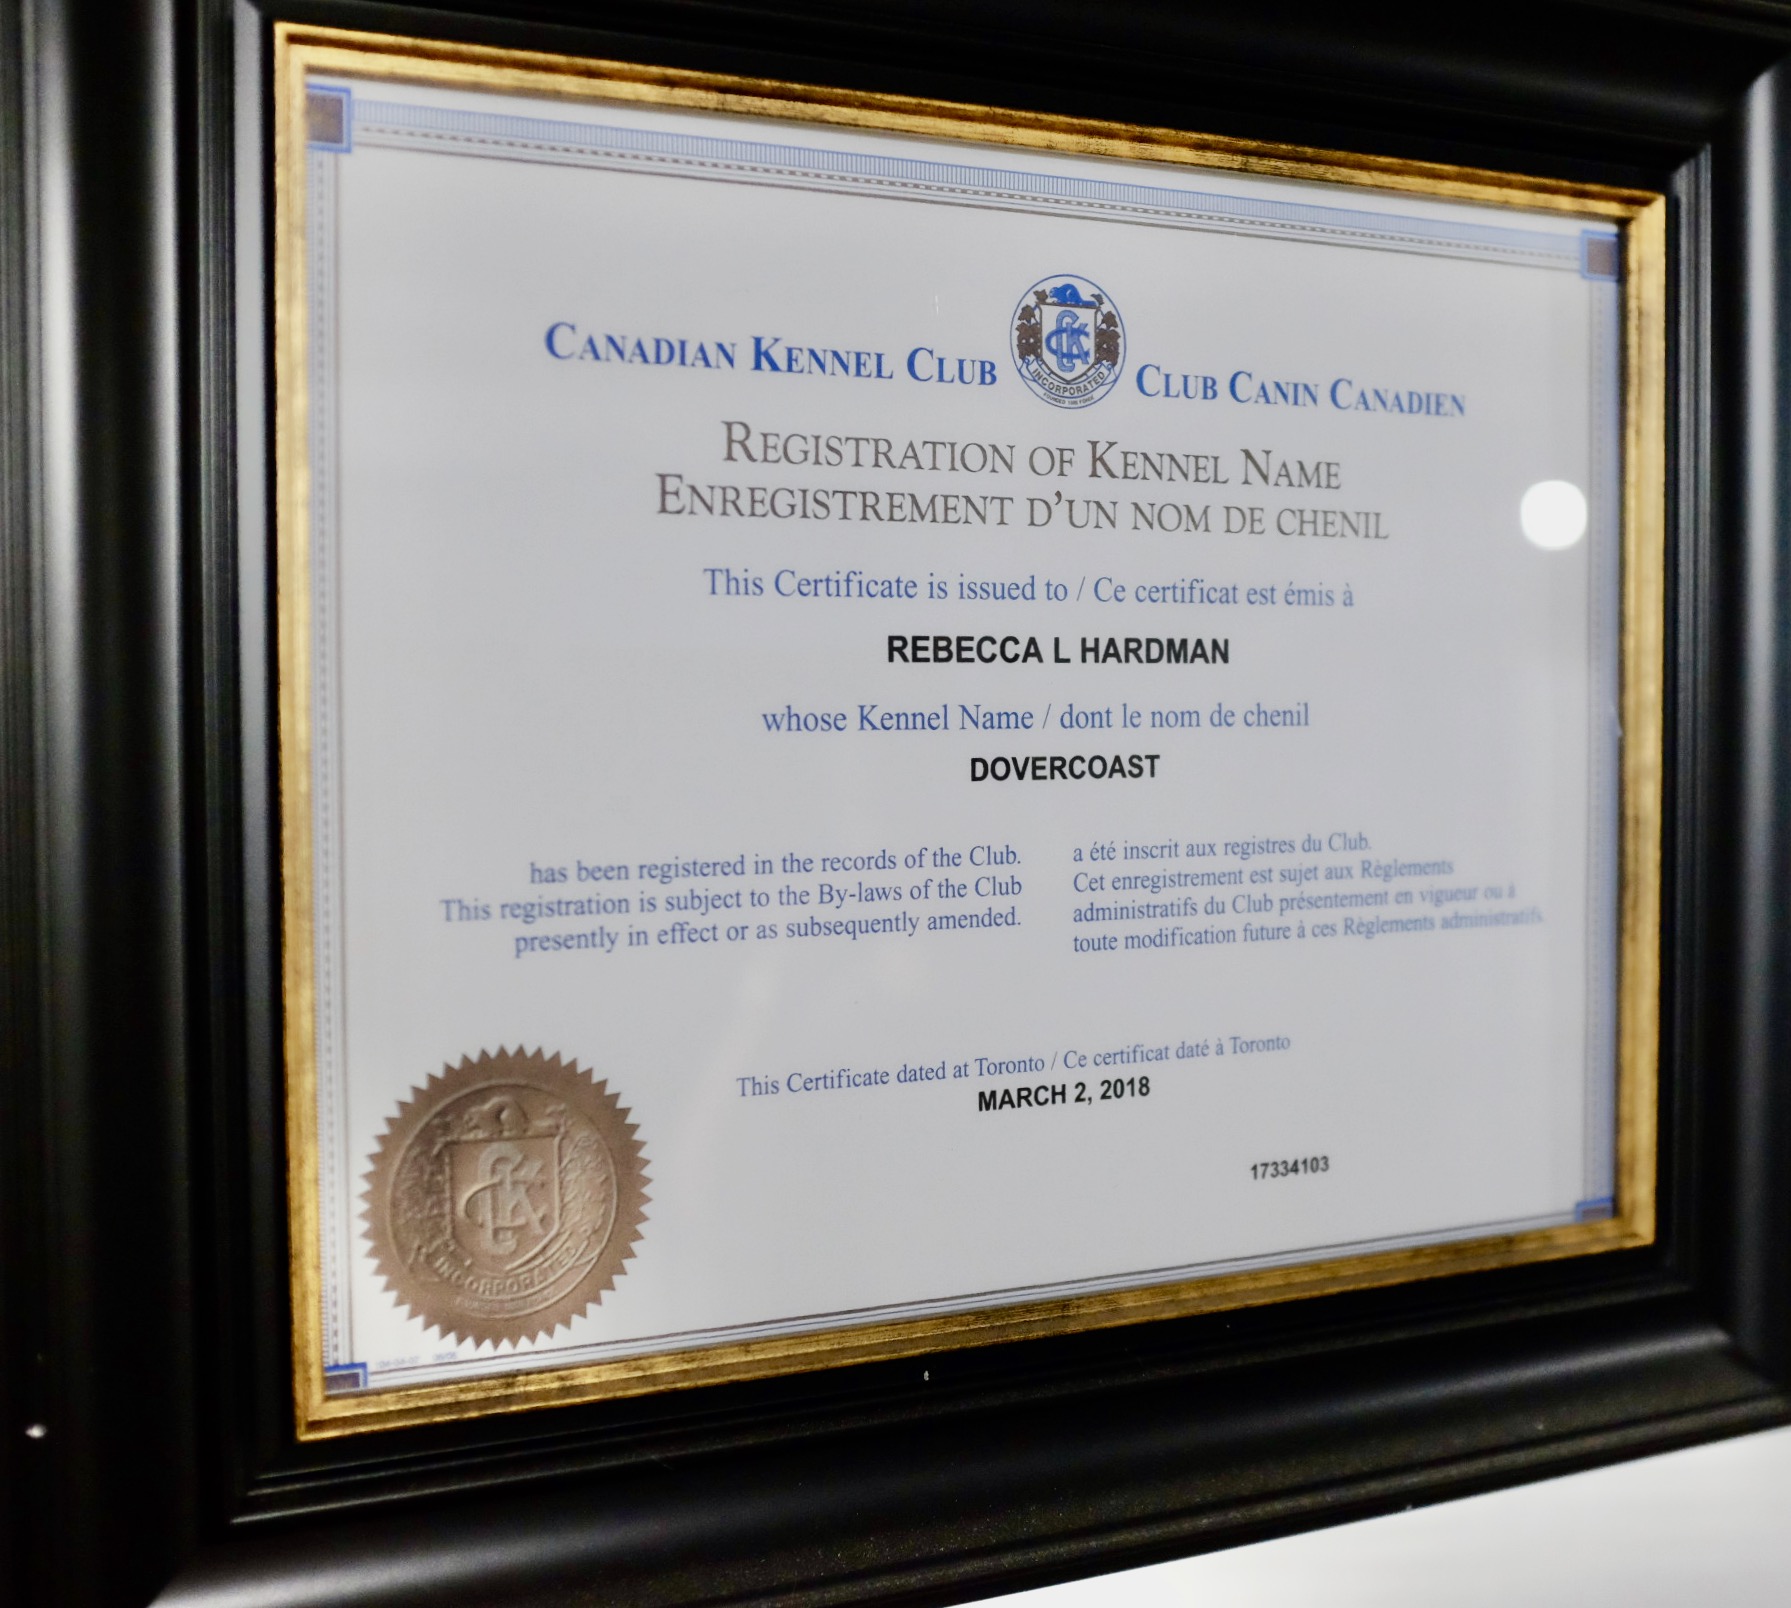 CANADIAN KENNEL CLUB
CKC
INCORPORATED
CLUB CANIN CANADIEN
REGISTRATION OF KENNEL NAME
ENREGISTREMENT D'UN NOM DE CHENIL
This Certificate is issued to / Ce certificat est émis à
REBECCA L HARDMAN
whose Kennel Name / dont le nom de chenil
DOVERCOAST
has been registered in the records of the Club.
This registration is subject to the By-laws of the Club
presently in effect or as subsequently amended.
a été inscrit aux registres du Club.
Cet enregistrement est sujet aux Règlements
administratifs du Club présentement en vigueur ou à
toute modification future à ces Règlements administratifs.
This Certificate dated at Toronto / Ce certificat daté à Toronto
MARCH 2, 2018
17334103
CKC
INCORPORATED